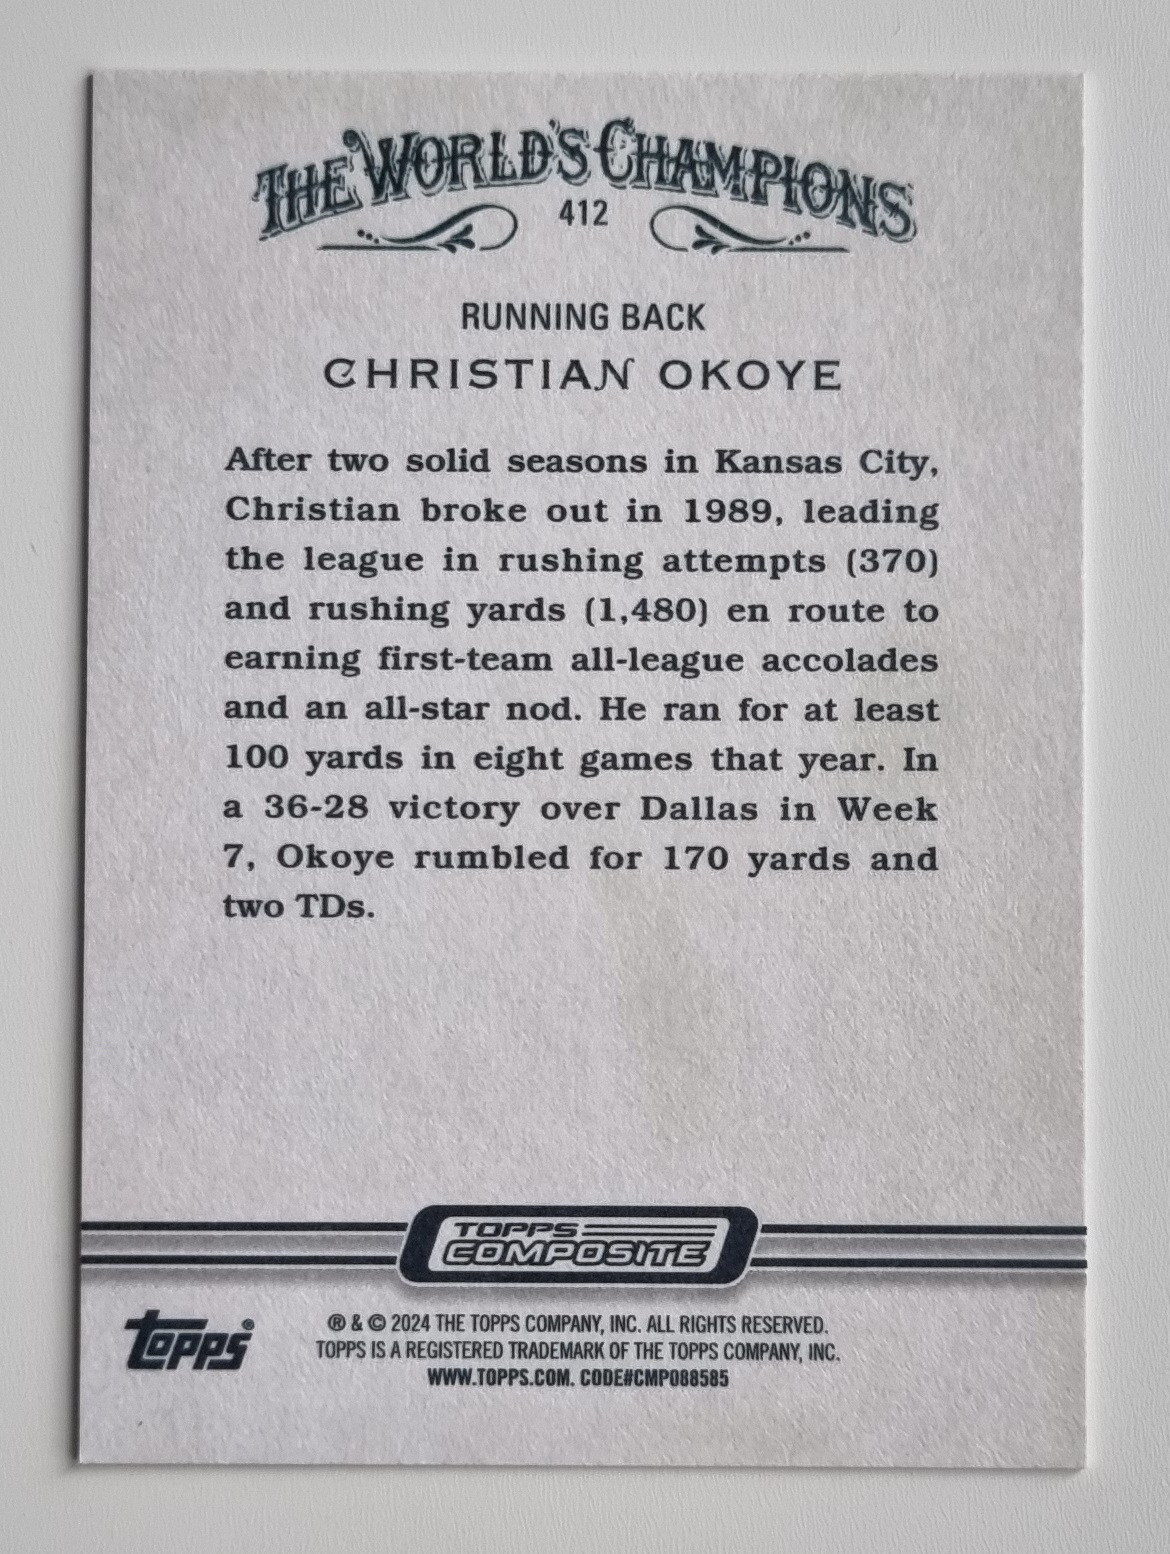 THE WORLD'S CHAMPIONS
412
RUNNING BACK
CHRISTIAN OKOYE
After two solid seasons in Kansas City,
Christian broke out in 1989, leading
the league in rushing attempts (370)
and rushing yards (1,480) en route to
earning first-team all-league accolades
and an all-star nod. He ran for at least
100 yards in eight games that year. In
a 36-28 victory over Dallas in Week
7, Okoye rumbled for 170 yards and
two TDs.
TOPPS
COMPOSITE
topps®
® & © 2024 THE TOPPS COMPANY, INC. ALL RIGHTS RESERVED.
TOPPS IS A REGISTERED TRADEMARK OF THE TOPPS COMPANY, INC.
WWW.TOPPS.COM. CODE#CMP088585